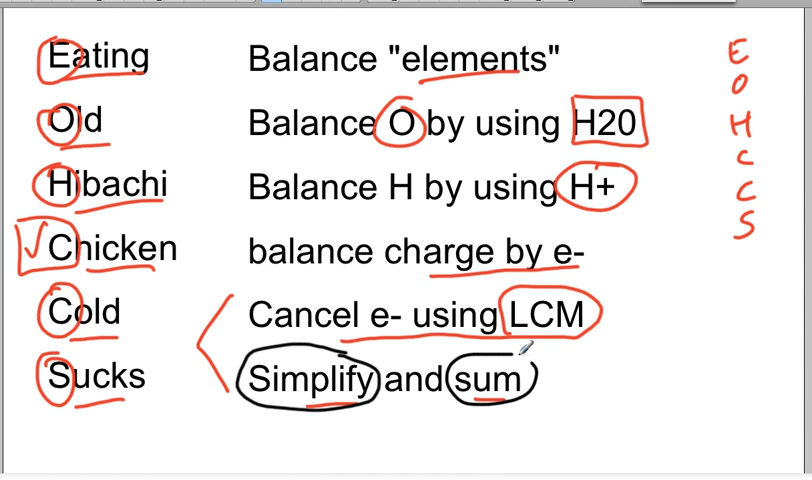 Eating Balance "elements" E
Old Balance O by using H20 O
Hibachi Balance H by using H+ H
C
Chicken balance charge by e- C
Cold Cancel e- using LCM S
Sucks Simplify and sum